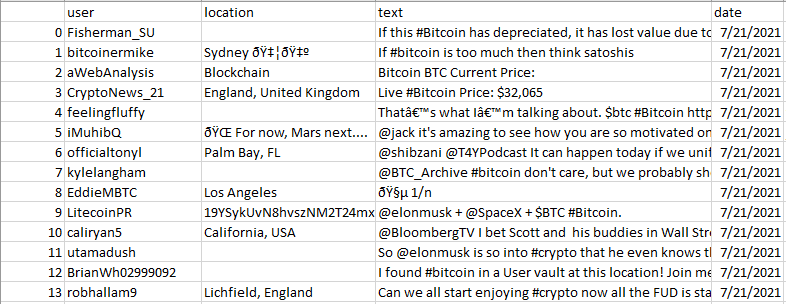 user location text date
0 Fisherman_SU If this #Bitcoin has depreciated, it has lost value due to 7/21/2021
1 bitcoinermike Sydney ðŸ‡¦ðŸ‡º If #bitcoin is too much then think satoshis 7/21/2021
2 aWebAnalysis Blockchain Bitcoin BTC Current Price: 7/21/2021
3 CryptoNews_21 England, United Kingdom Live #Bitcoin Price: $32,065 7/21/2021
4 feelingfluffy Thatâ€™s what Iâ€™m talking about. $btc #Bitcoin http 7/21/2021
5 iMuhibQ ðŸŒ For now, Mars next.... @jack it's amazing to see how you are so motivated on 7/21/2021
6 officialtonyl Palm Bay, FL @shibzani @T4YPodcast It can happen today if we unif 7/21/2021
7 kylelangham @BTC_Archive #bitcoin don't care, but we probably sh 7/21/2021
8 EddieMBTC Los Angeles ðŸ§µ 1/n 7/21/2021
9 LitecoinPR 19YSykUvN8hvszNM2T24mx @elonmusk + @SpaceX + $BTC #Bitcoin. 7/21/2021
10 caliryan5 California, USA @BloombergTV I bet Scott and his buddies in Wall Stre 7/21/2021
11 utamadush So @elonmusk is so into #crypto that he even knows th 7/21/2021
12 BrianWh02999092 I found #bitcoin in a User vault at this location! Join me 7/21/2021
13 robhallam9 Lichfield, England Can we all start enjoying #crypto now all the FUD is sta 7/21/2021